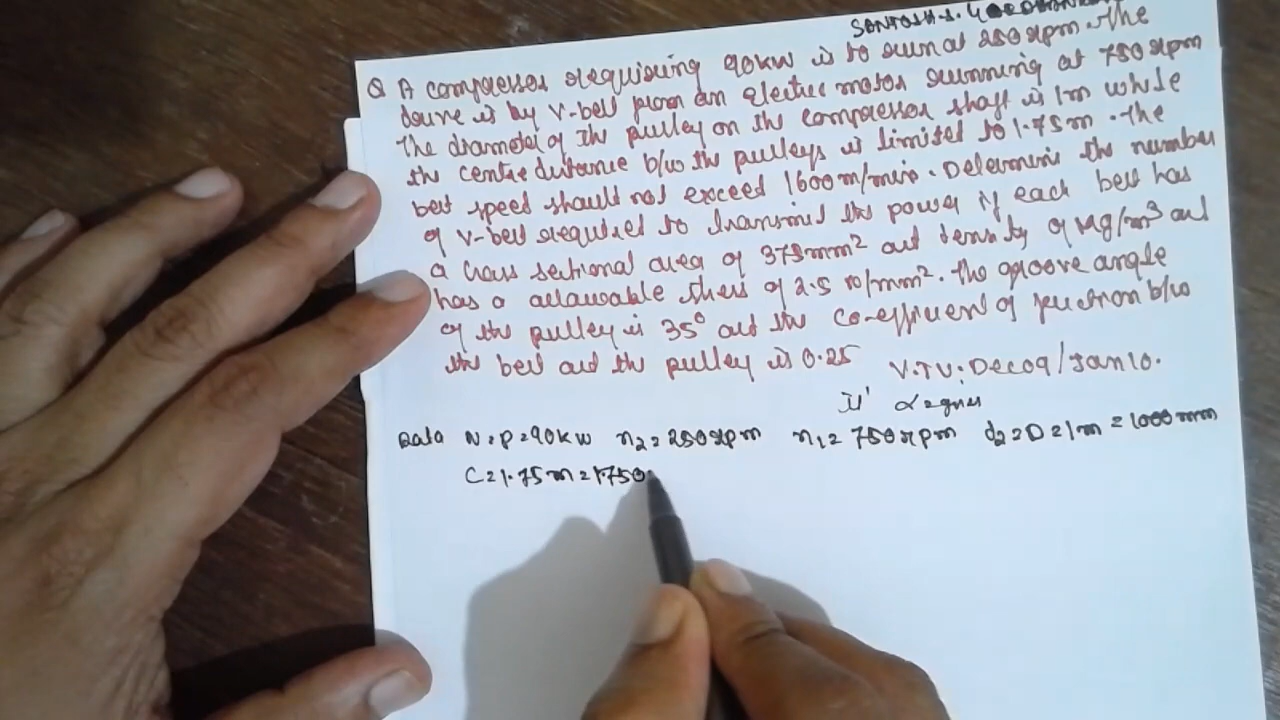 SANTOSH.S.
Q A compressor requiring 90kw is to run at 250 rpm. The
drive is by V-belt from an electric motor running at 750 rpm
The diameter of the pulley on the compressor shaft is 1m while
the centre distance b/w the pulleys is limited to 1.75m. The
belt speed should not exceed 1600 m/min. Determine the number
of V-belt required to transmit the power if each belt has
a cross sectional area of 375mm² and density of Mg/m³ and
has a allowable stress of 2.5 N/mm². The groove angle
of the pulley is 35° and the co-efficient of friction b/w
the belt and the pulley is 0.25 V.T.U: Dec09/Jan10.
Data N=P=90kw n₂=250rpm n₁=750rpm d₂=D=1m=1000mm
C=1.75m=1.750